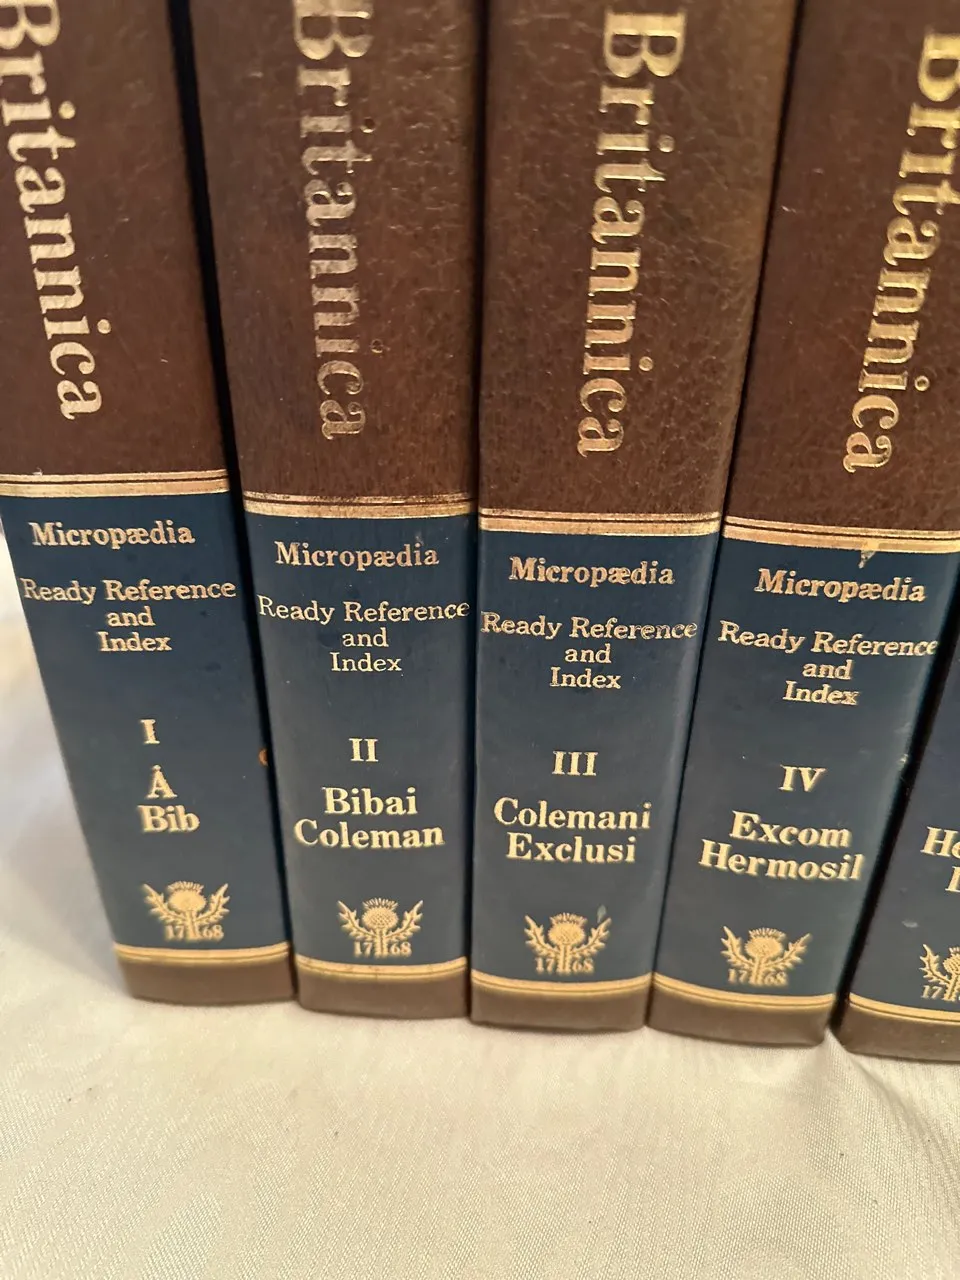 Britannica
Micropædia
Ready Reference
and
Index
I
Á
Bib
1768
Britannica
Micropædia
Ready Reference
and
Index
II
Bibai
Coleman
1768
Britannica
Micropædia
Ready Reference
and
Index
III
Colemani
Exclusi
1768
Britannica
Micropædia
Ready Reference
and
Index
IV
Excom
Hermosil
1768
He
17